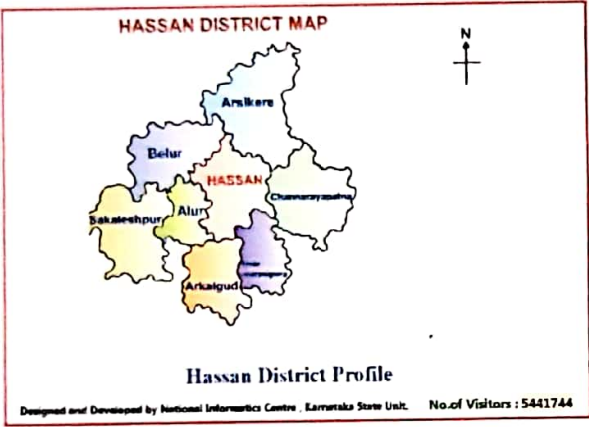 HASSAN DISTRICT MAP
N
Arsikere
Belur
HASSAN
Channarayapatna
Sakaleshpur
Alur
Arkalgud
Hassan District Profile
Designed and Developed by National Informatics Centre , Karnataka State Unit.
No.of Visitors : 5441744